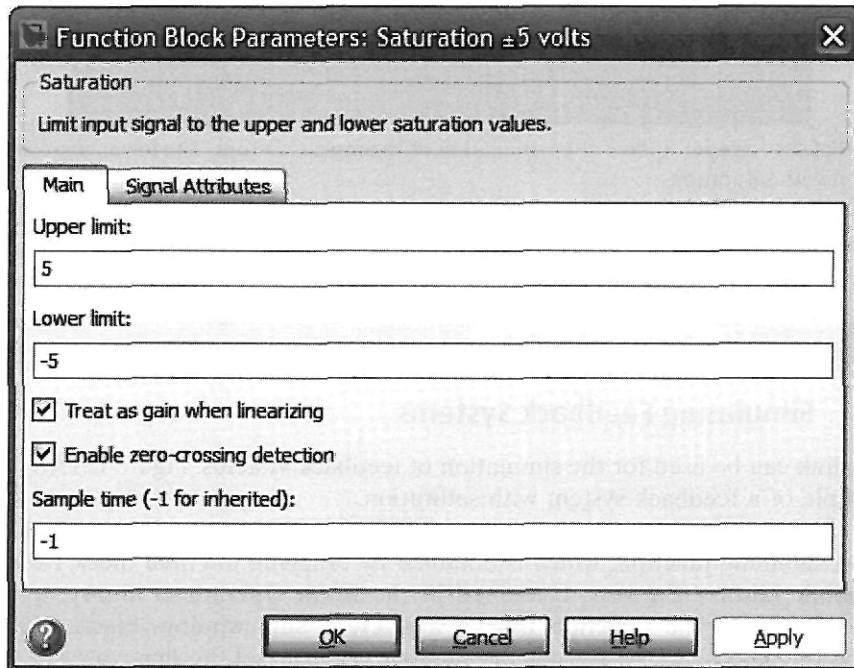 Function Block Parameters: Saturation ±5 volts
Saturation
Limit input signal to the upper and lower saturation values.
Main
Signal Attributes
Upper limit:
5
Lower limit:
-5
Treat as gain when linearizing
Enable zero-crossing detection
Sample time (-1 for inherited):
-1
OK
Cancel
Help
Apply